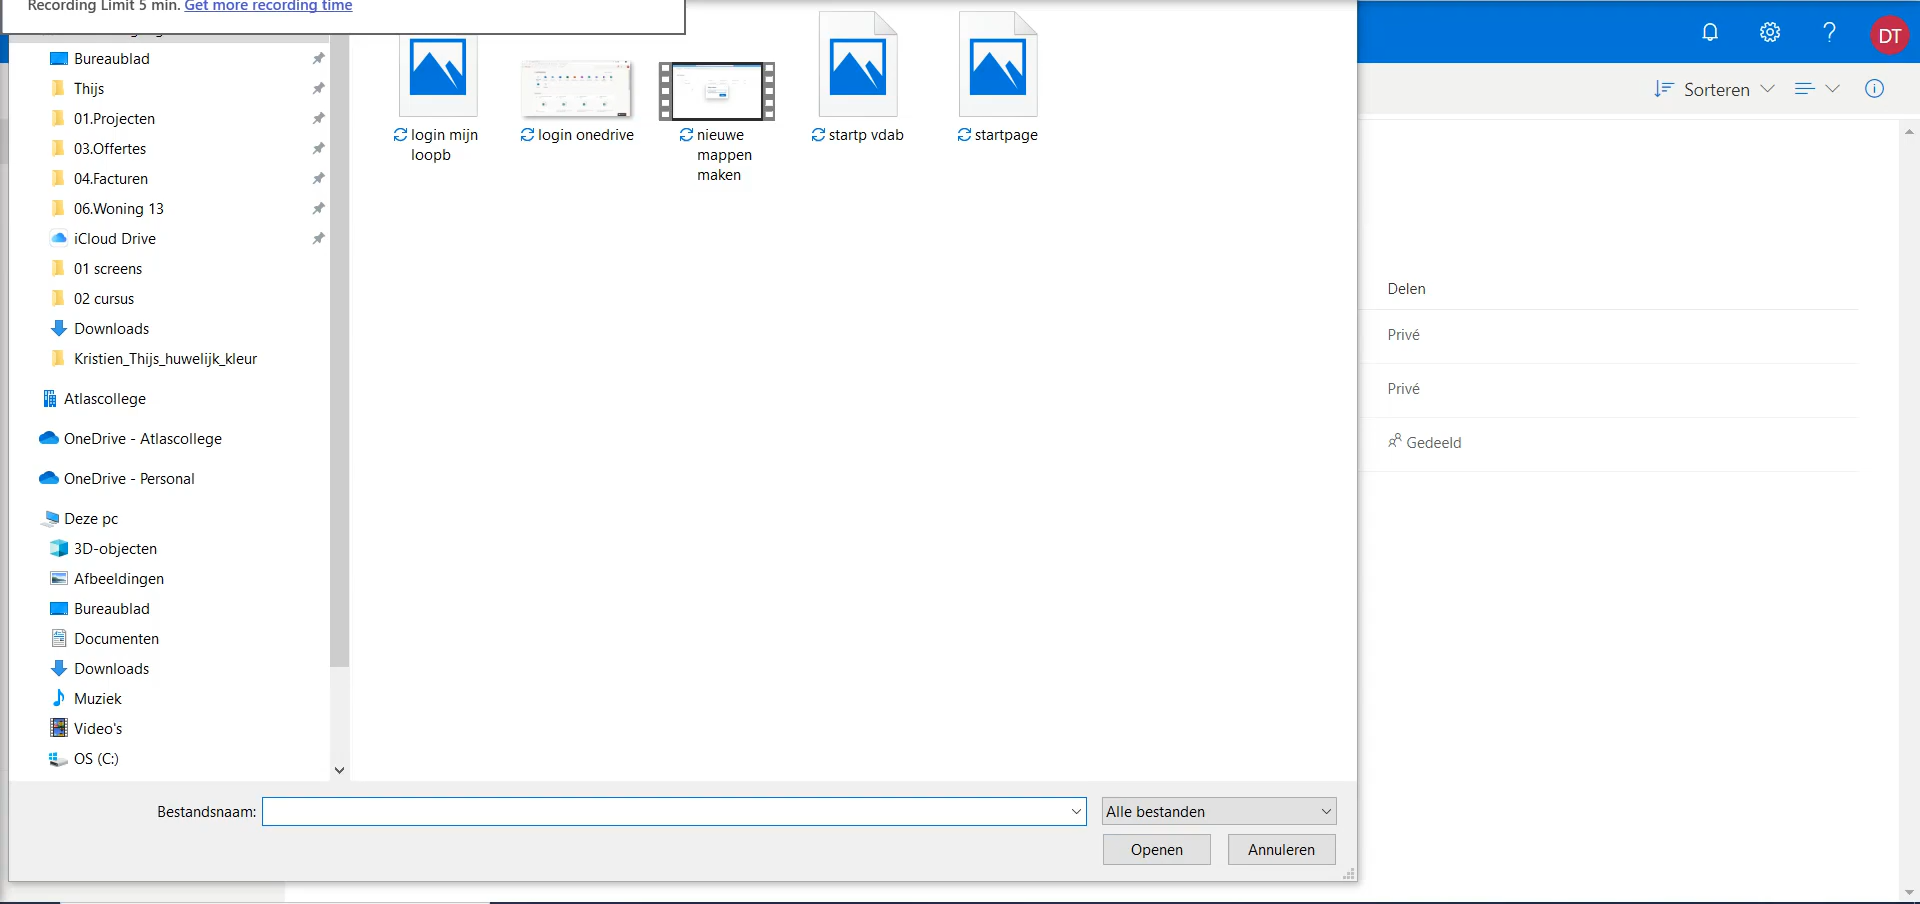 Recording Limit 5 min. Get more recording time
DT
Sorteren
Bureaublad
Thijs
01.Projecten
03.Offertes
04.Facturen
06.Woning 13
iCloud Drive
01 screens
02 cursus
Downloads
Kristien_Thijs_huwelijk_kleur
Atlascollege
OneDrive - Atlascollege
OneDrive - Personal
Deze pc
3D-objecten
Afbeeldingen
Bureaublad
Documenten
Downloads
Muziek
Video's
OS (C:)
login mijn
loopb
login onedrive
nieuwe
mappen
maken
startp vdab
startpage
Delen
Privé
Privé
Gedeeld
Bestandsnaam:
Alle bestanden
Openen
Annuleren